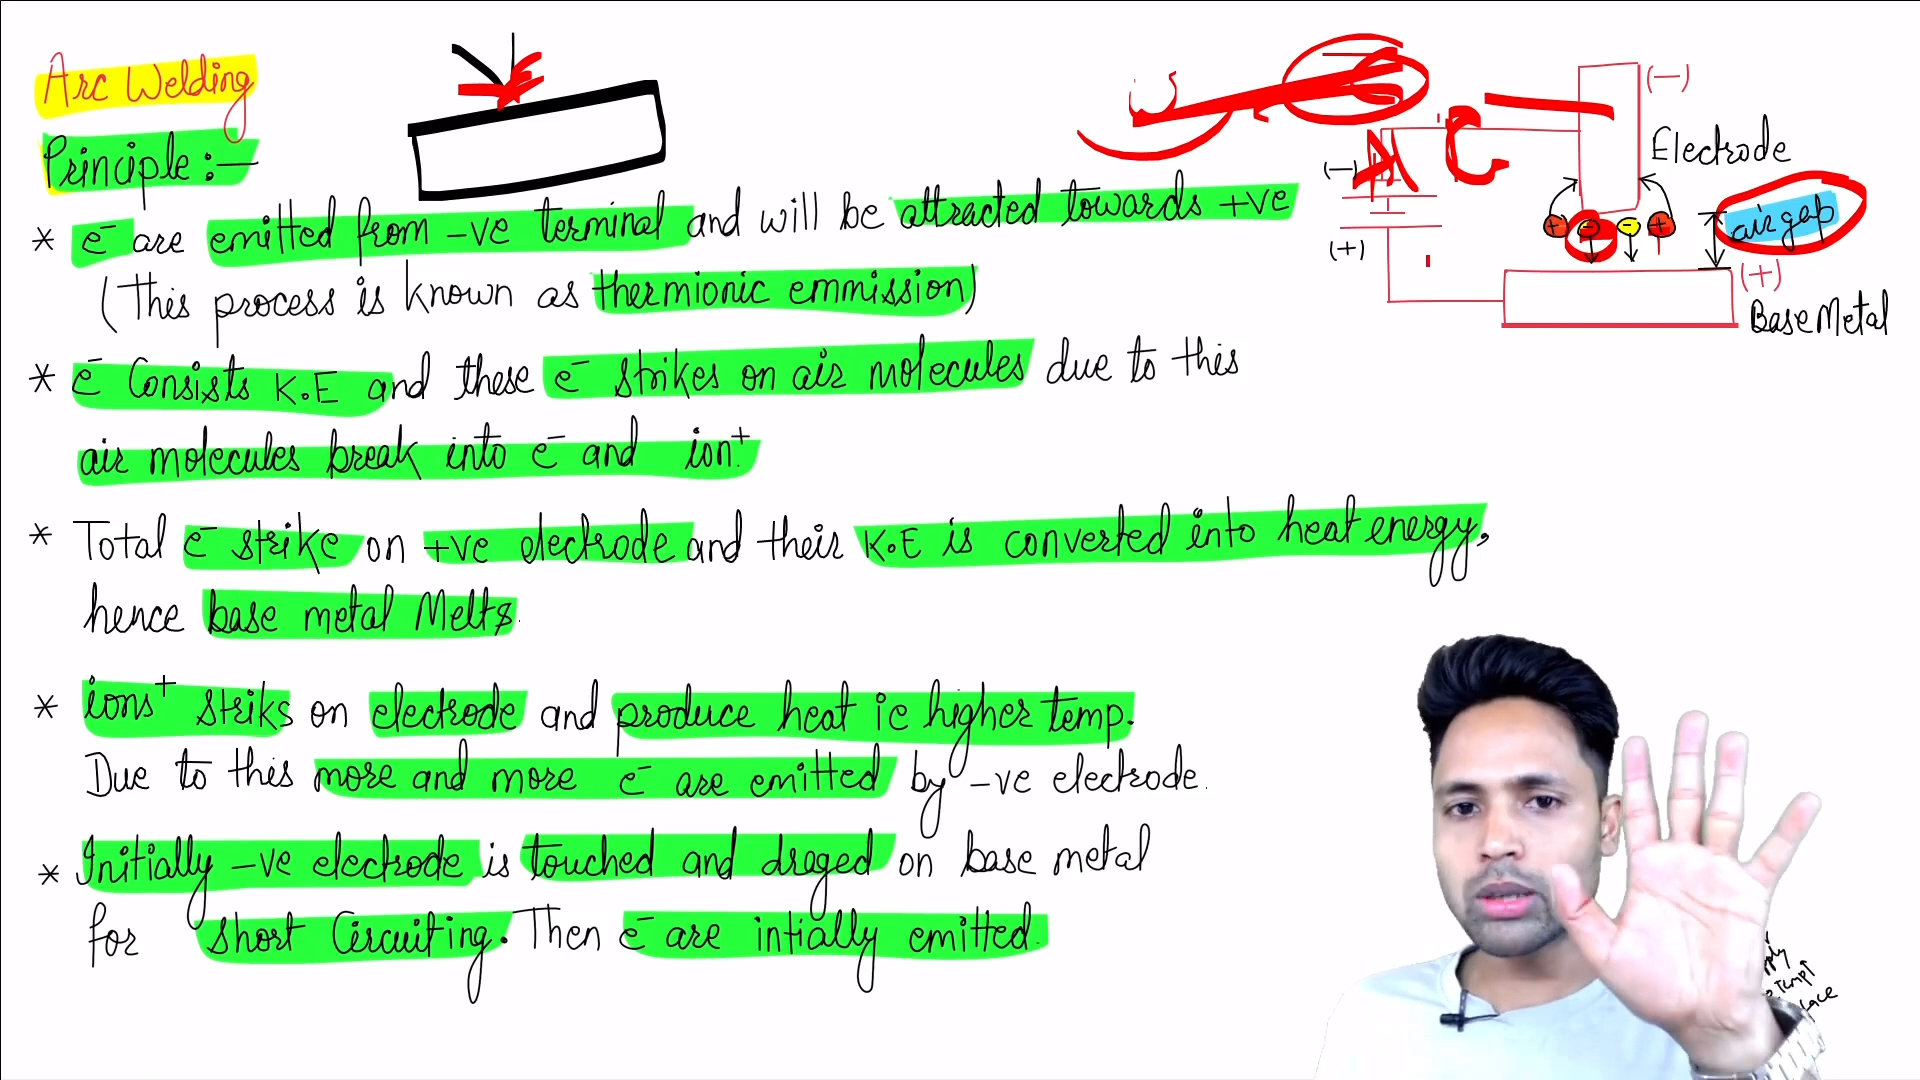 Arc Welding
Principle:-
* e⁻ are emitted from -ve terminal and will be attracted towards +ve
(This process is known as thermionic emmission)
* e⁻ Consists K.E and these e⁻ strikes on air molecules due to this
air molecules break into e⁻ and ion⁺.
* Total e⁻ strike on +ve electrode and their K.E is converted into heat energy,
hence base metal Melts.
* ions⁺ striks on electrode and produce heat ie higher temp.
Due to this more and more e⁻ are emitted by -ve electrode.
* Initially -ve electrode is touched and draged on base metal
for Short Circuiting. Then e⁻ are intially emitted.
(-)
Electrode
(-)
+ - - +
air gap
(+)
(+)
Base Metal